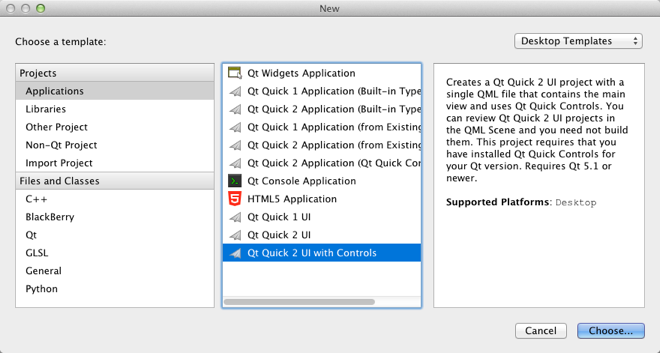 New
Choose a template:
Desktop Templates
Projects
Applications
Libraries
Other Project
Non-Qt Project
Import Project
Files and Classes
C++
BlackBerry
Qt
GLSL
General
Python
Qt Widgets Application
Qt Quick 1 Application (Built-in Type
Qt Quick 2 Application (Built-in Type
Qt Quick 1 Application (from Existing
Qt Quick 2 Application (from Existing
Qt Quick 2 Application (Qt Quick Cor
Qt Console Application
HTML5 Application
Qt Quick 1 UI
Qt Quick 2 UI
Qt Quick 2 UI with Controls
Creates a Qt Quick 2 UI project with a
single QML file that contains the main
view and uses Qt Quick Controls. You
can review Qt Quick 2 UI projects in
the QML Scene and you need not build
them. This project requires that you
have installed Qt Quick Controls for
your Qt version. Requires Qt 5.1 or
newer.
Supported Platforms: Desktop
Cancel
Choose...